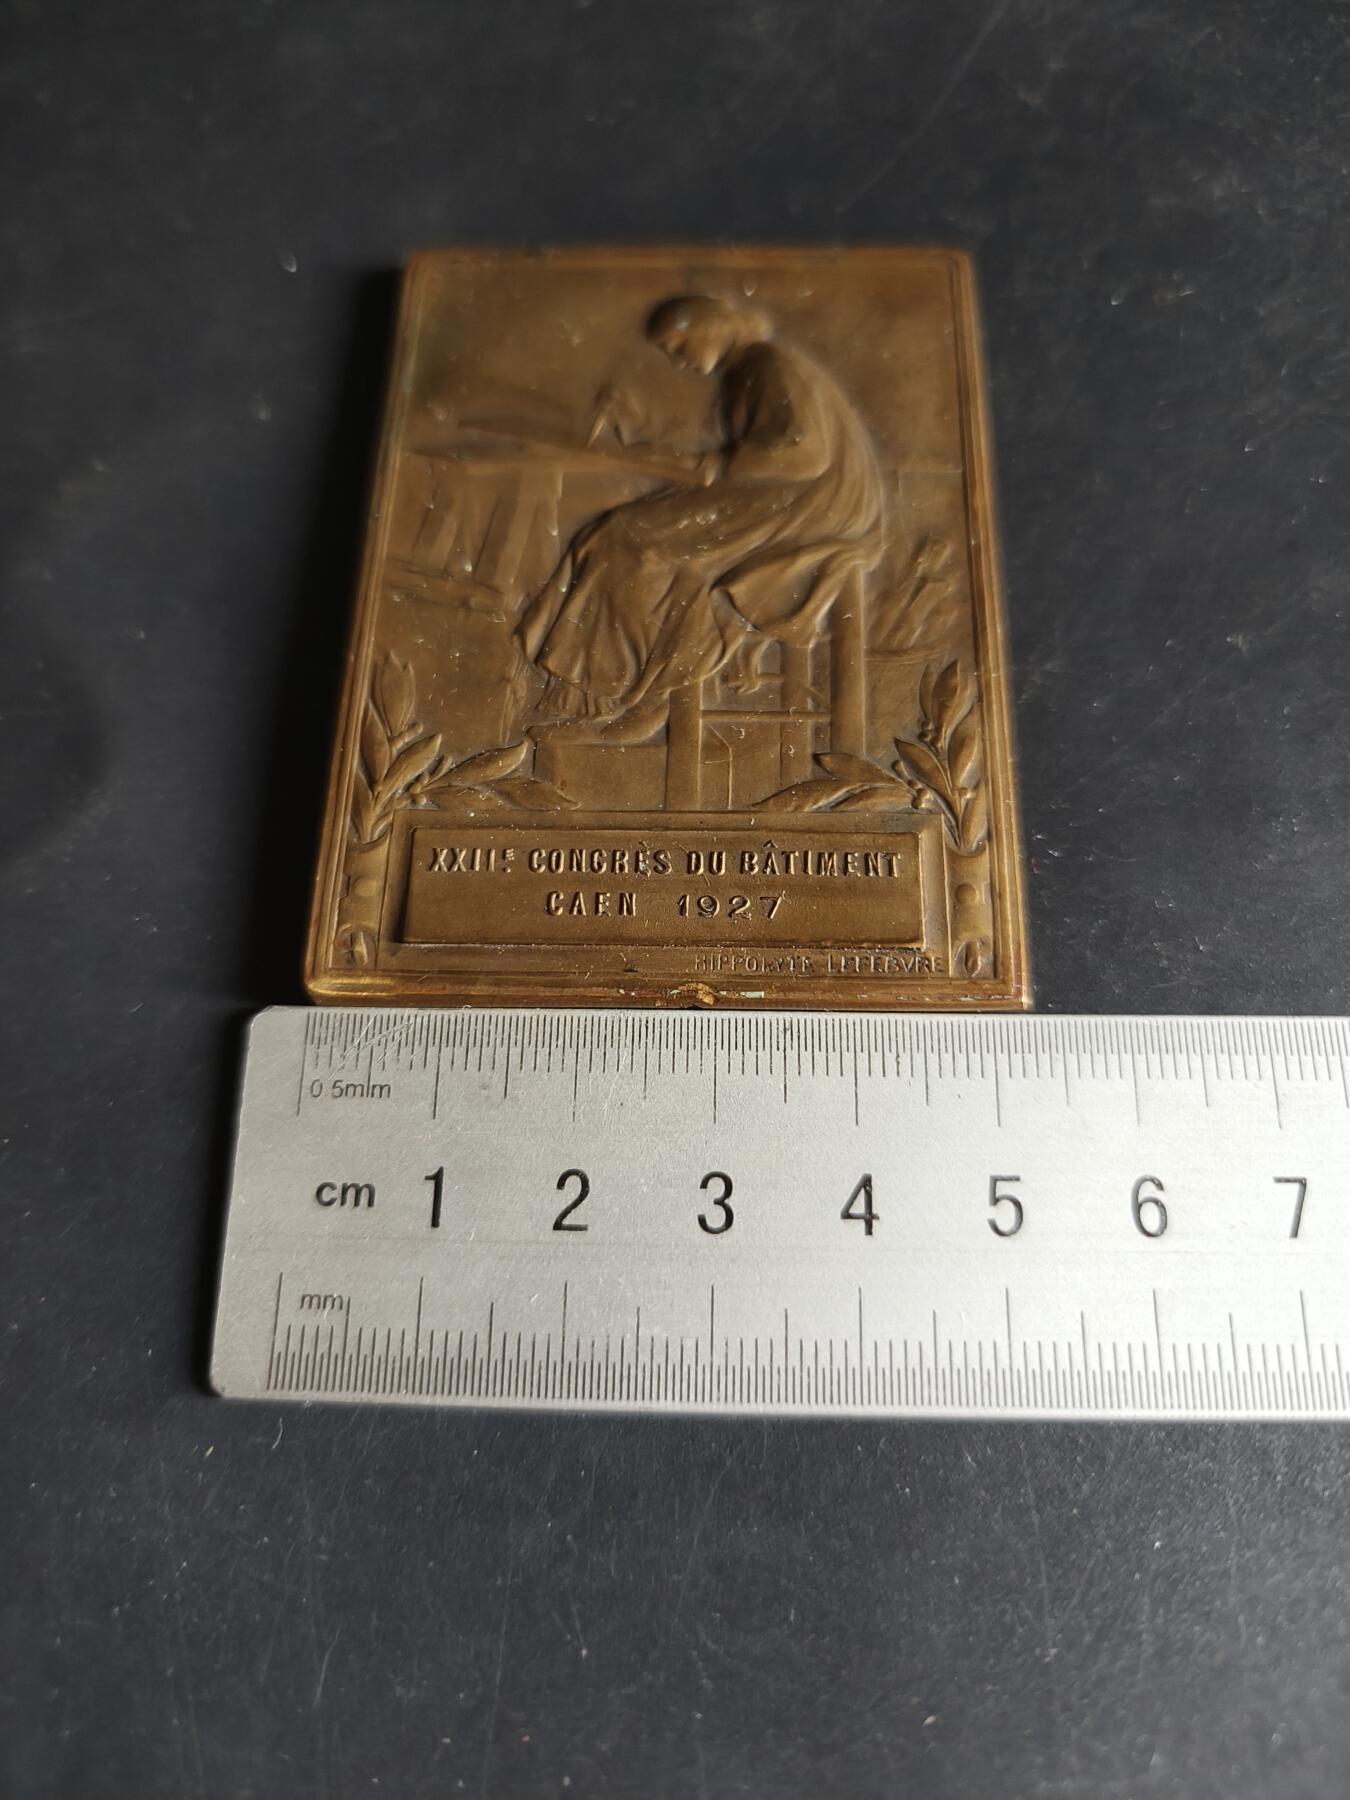 XXIIᴱ CONGRÈS DU BÂTIMENT
CAEN 1927
HIPPOLYTE LEFEBVRE
0.5mm
cm 1 2 3 4 5 6 7
mm